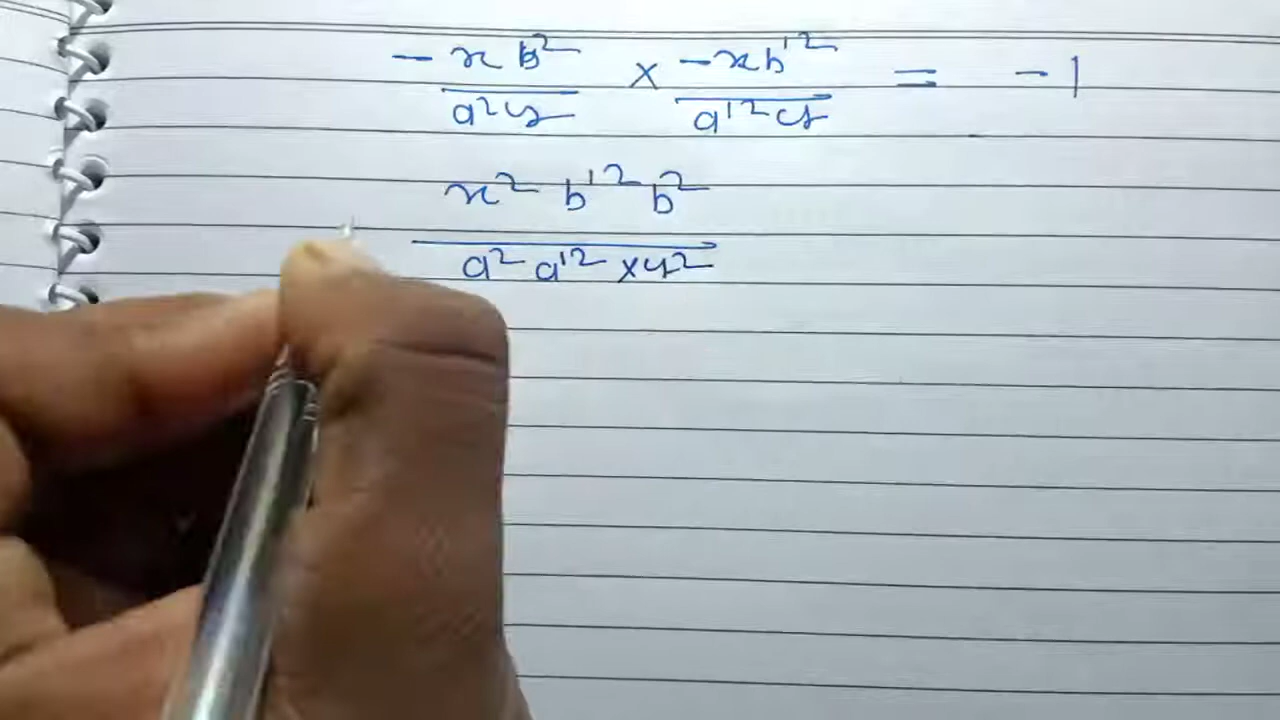 - x b² / a² y × - x b'² / a'² y = - 1
x² b'² b² / a² a'² × y²